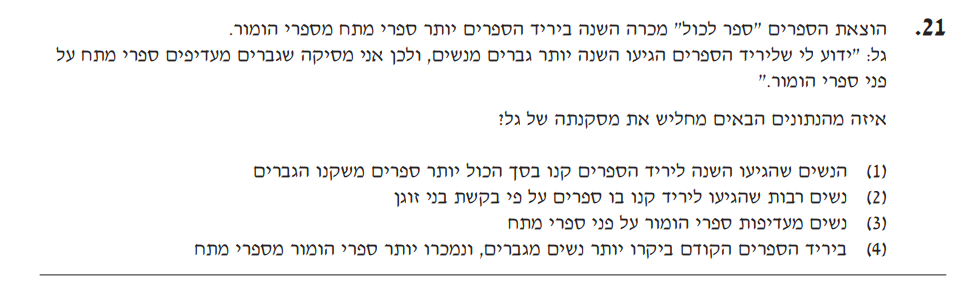 21. הוצאת הספרים "ספר לכול" מכרה השנה ביריד הספרים יותר ספרי מתח מספרי הומור.
גל: "ידוע לי שליריד הספרים הגיעו השנה יותר גברים מנשים, ולכן אני מסיקה שגברים מעדיפים ספרי מתח על
פני ספרי הומור."
איזה מהנתונים הבאים מחליש את מסקנתה של גל?
(1) הנשים שהגיעו השנה ליריד הספרים קנו בסך הכול יותר ספרים משקנו הגברים
(2) נשים רבות שהגיעו ליריד קנו בו ספרים על פי בקשת בני זוגן
(3) נשים מעדיפות ספרי הומור על פני ספרי מתח
(4) ביריד הספרים הקודם ביקרו יותר נשים מגברים, ונמכרו יותר ספרי הומור מספרי מתח